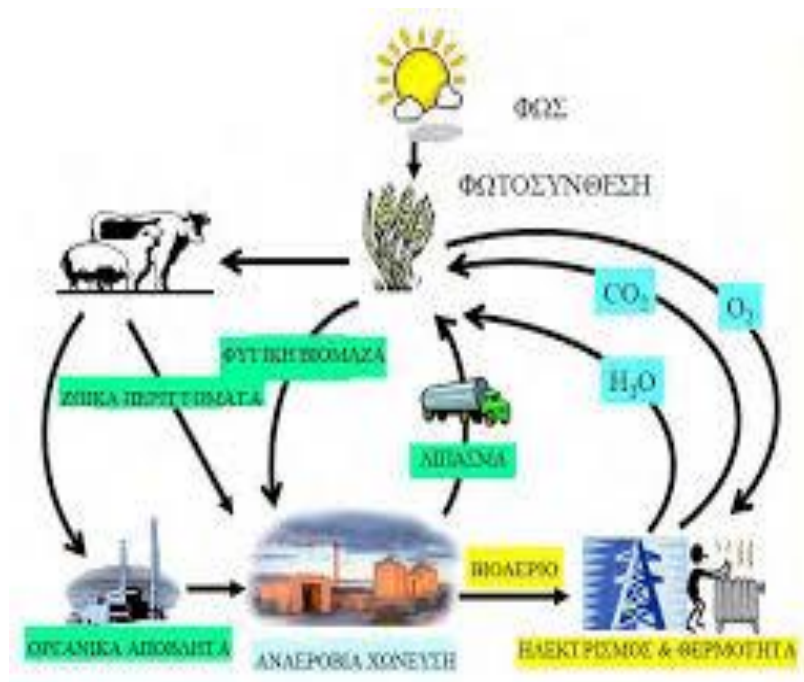 ΦΩΣ
ΦΩΤΟΣΥΝΘΕΣΗ
CO₂
O₂
ΦΥΤΙΚΗ ΒΙΟΜΑΖΑ
H₂O
ΖΩΙΚΑ ΠΕΡΙΤΤΩΜΑΤΑ
ΛΙΠΑΣΜΑ
ΒΙΟΑΕΡΙΟ
ΟΡΓΑΝΙΚΑ ΑΠΟΒΛΗΤΑ
ΑΝΑΕΡΟΒΙΑ ΧΩΝΕΥΣΗ
ΗΛΕΚΤΡΙΣΜΟΣ & ΘΕΡΜΟΤΗΤΑ